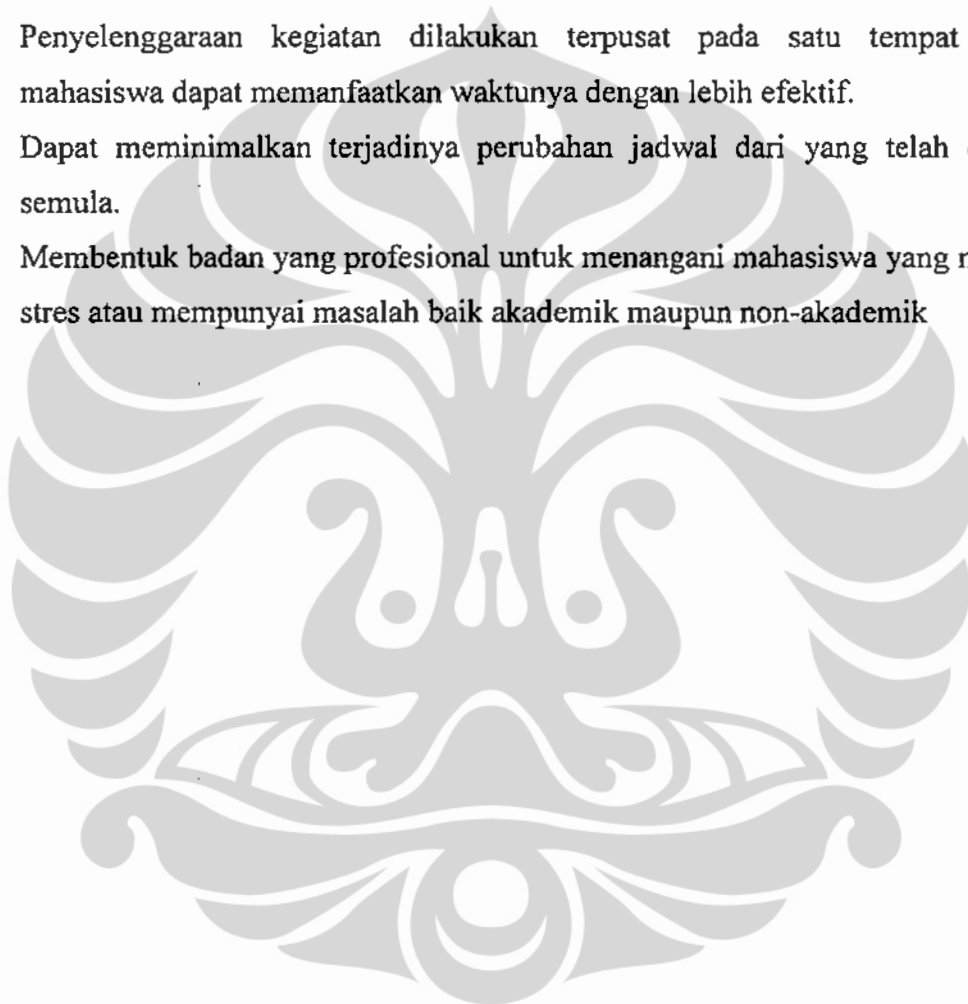 Penyelenggaraan kegiatan dilakukan terpusat pada satu tempat
mahasiswa dapat memanfaatkan waktunya dengan lebih efektif.
Dapat meminimalkan terjadinya perubahan jadwal dari yang telah
semula.
Membentuk badan yang profesional untuk menangani mahasiswa yang
stres atau mempunyai masalah baik akademik maupun non-akademik